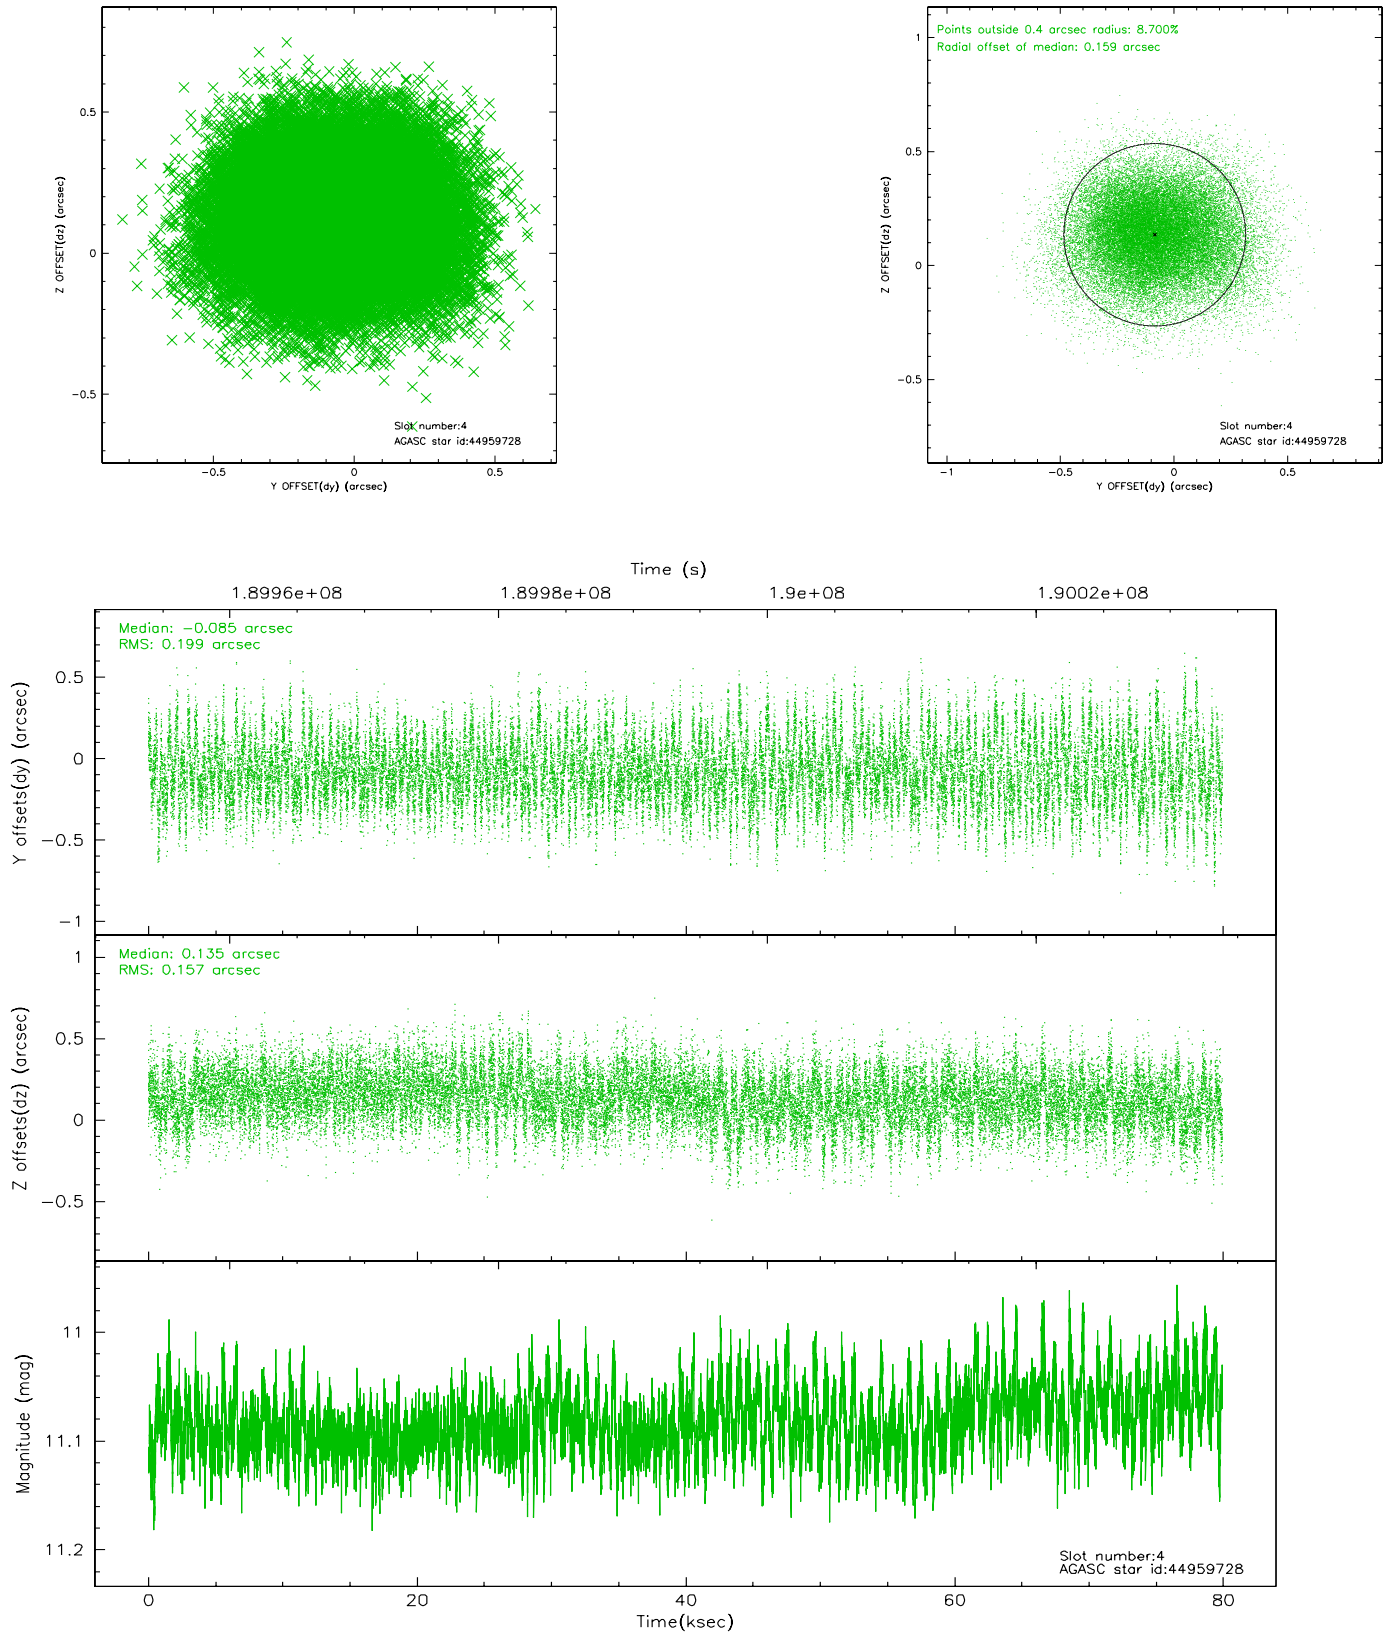 0.5
0
−0.5
Z OFFSET(dz) (arcsec)
Slot number:4
AGASC star id:44959728
−0.5 0 0.5
Y OFFSET(dy) (arcsec)
Points outside 0.4 arcsec radius: 8.700%
Radial offset of median: 0.159 arcsec
1
0.5
0
−0.5
Z OFFSET(dz) (arcsec)
Slot number:4
AGASC star id:44959728
−1 −0.5 0 0.5
Y OFFSET(dy) (arcsec)
Time (s)
1.8996e+08 1.8998e+08 1.9e+08 1.9002e+08
Median: −0.085 arcsec
RMS: 0.199 arcsec
0.5
0
−0.5
−1
Y offsets(dy) (arcsec)
Median: 0.135 arcsec
RMS: 0.157 arcsec
1
0.5
0
−0.5
Z offsets(dz) (arcsec)
11
11.1
11.2
Magnitude (mag)
Slot number:4
AGASC star id:44959728
0 20 40 60 80
Time(ksec)